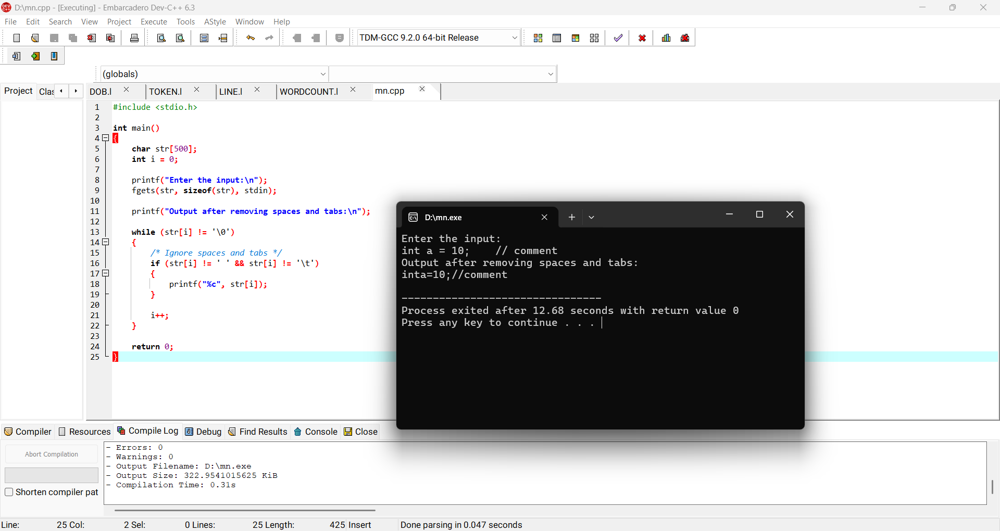 D:\mn.cpp - [Executing] - Embarcadero Dev-C++ 6.3
File Edit Search View Project Execute Tools AStyle Window Help
TDM-GCC 9.2.0 64-bit Release
(globals)
Project Clas DOB.l TOKEN.l LINE.l WORDCOUNT.l mn.cpp
1 #include <stdio.h>
2
3 int main()
4 {
5 char str[500];
6 int i = 0;
7
8 printf("Enter the input:\n");
9 fgets(str, sizeof(str), stdin);
10
11 printf("Output after removing spaces and tabs:\n");
12
13 while (str[i] != '\0')
14 {
15 /* Ignore spaces and tabs */
16 if (str[i] != ' ' && str[i] != '\t')
17 {
18 printf("%c", str[i]);
19 }
20
21 i++;
22 }
23
24 return 0;
25 }
D:\mn.exe
Enter the input:
int a = 10;    // comment
Output after removing spaces and tabs:
inta=10;//comment
--------------------------------
Process exited after 12.68 seconds with return value 0
Press any key to continue . . .
Compiler Resources Compile Log Debug Find Results Console Close
Abort Compilation
Shorten compiler pat
- Errors: 0
- Warnings: 0
- Output Filename: D:\mn.exe
- Output Size: 322.9541015625 KiB
- Compilation Time: 0.31s
Line: 25 Col: 2 Sel: 0 Lines: 25 Length: 425 Insert Done parsing in 0.047 seconds